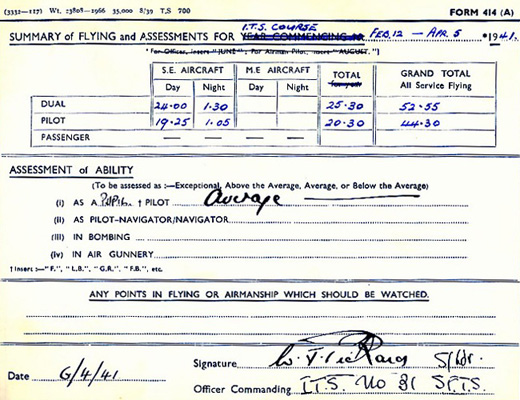 (3332—117) Wt. 23808—1966 35,000 8/39 T.S. 700 FORM 414 (A)
I.T.S. COURSE
SUMMARY of FLYING and ASSESSMENTS FOR YEAR COMMENCING FEB. 12 — APR. 5 *1941.
* For Officer, insert "JUNE"; For Airman Pilot, insert "AUGUST."]
S.E. AIRCRAFT M.E AIRCRAFT TOTAL GRAND TOTAL
Day Night Day Night for year All Service Flying
DUAL 24.00 1.30 25.30 52.55
PILOT 19.25 1.05 20.30 44.30
PASSENGER — — — —
ASSESSMENT of ABILITY
(To be assessed as :—Exceptional, Above the Average, Average, or Below the Average)
(i) AS A † PILOT Average
(ii) AS PILOT-NAVIGATOR/NAVIGATOR
(iii) IN BOMBING
(iv) IN AIR GUNNERY
† Insert :—"F.", "L.B.", "G.R.", "F.B.", etc.
ANY POINTS IN FLYING OR AIRMANSHIP WHICH SHOULD BE WATCHED.
Signature S/Ldr.
Date 6/4/41
Officer Commanding I.T.S. No 31 S.F.T.S.